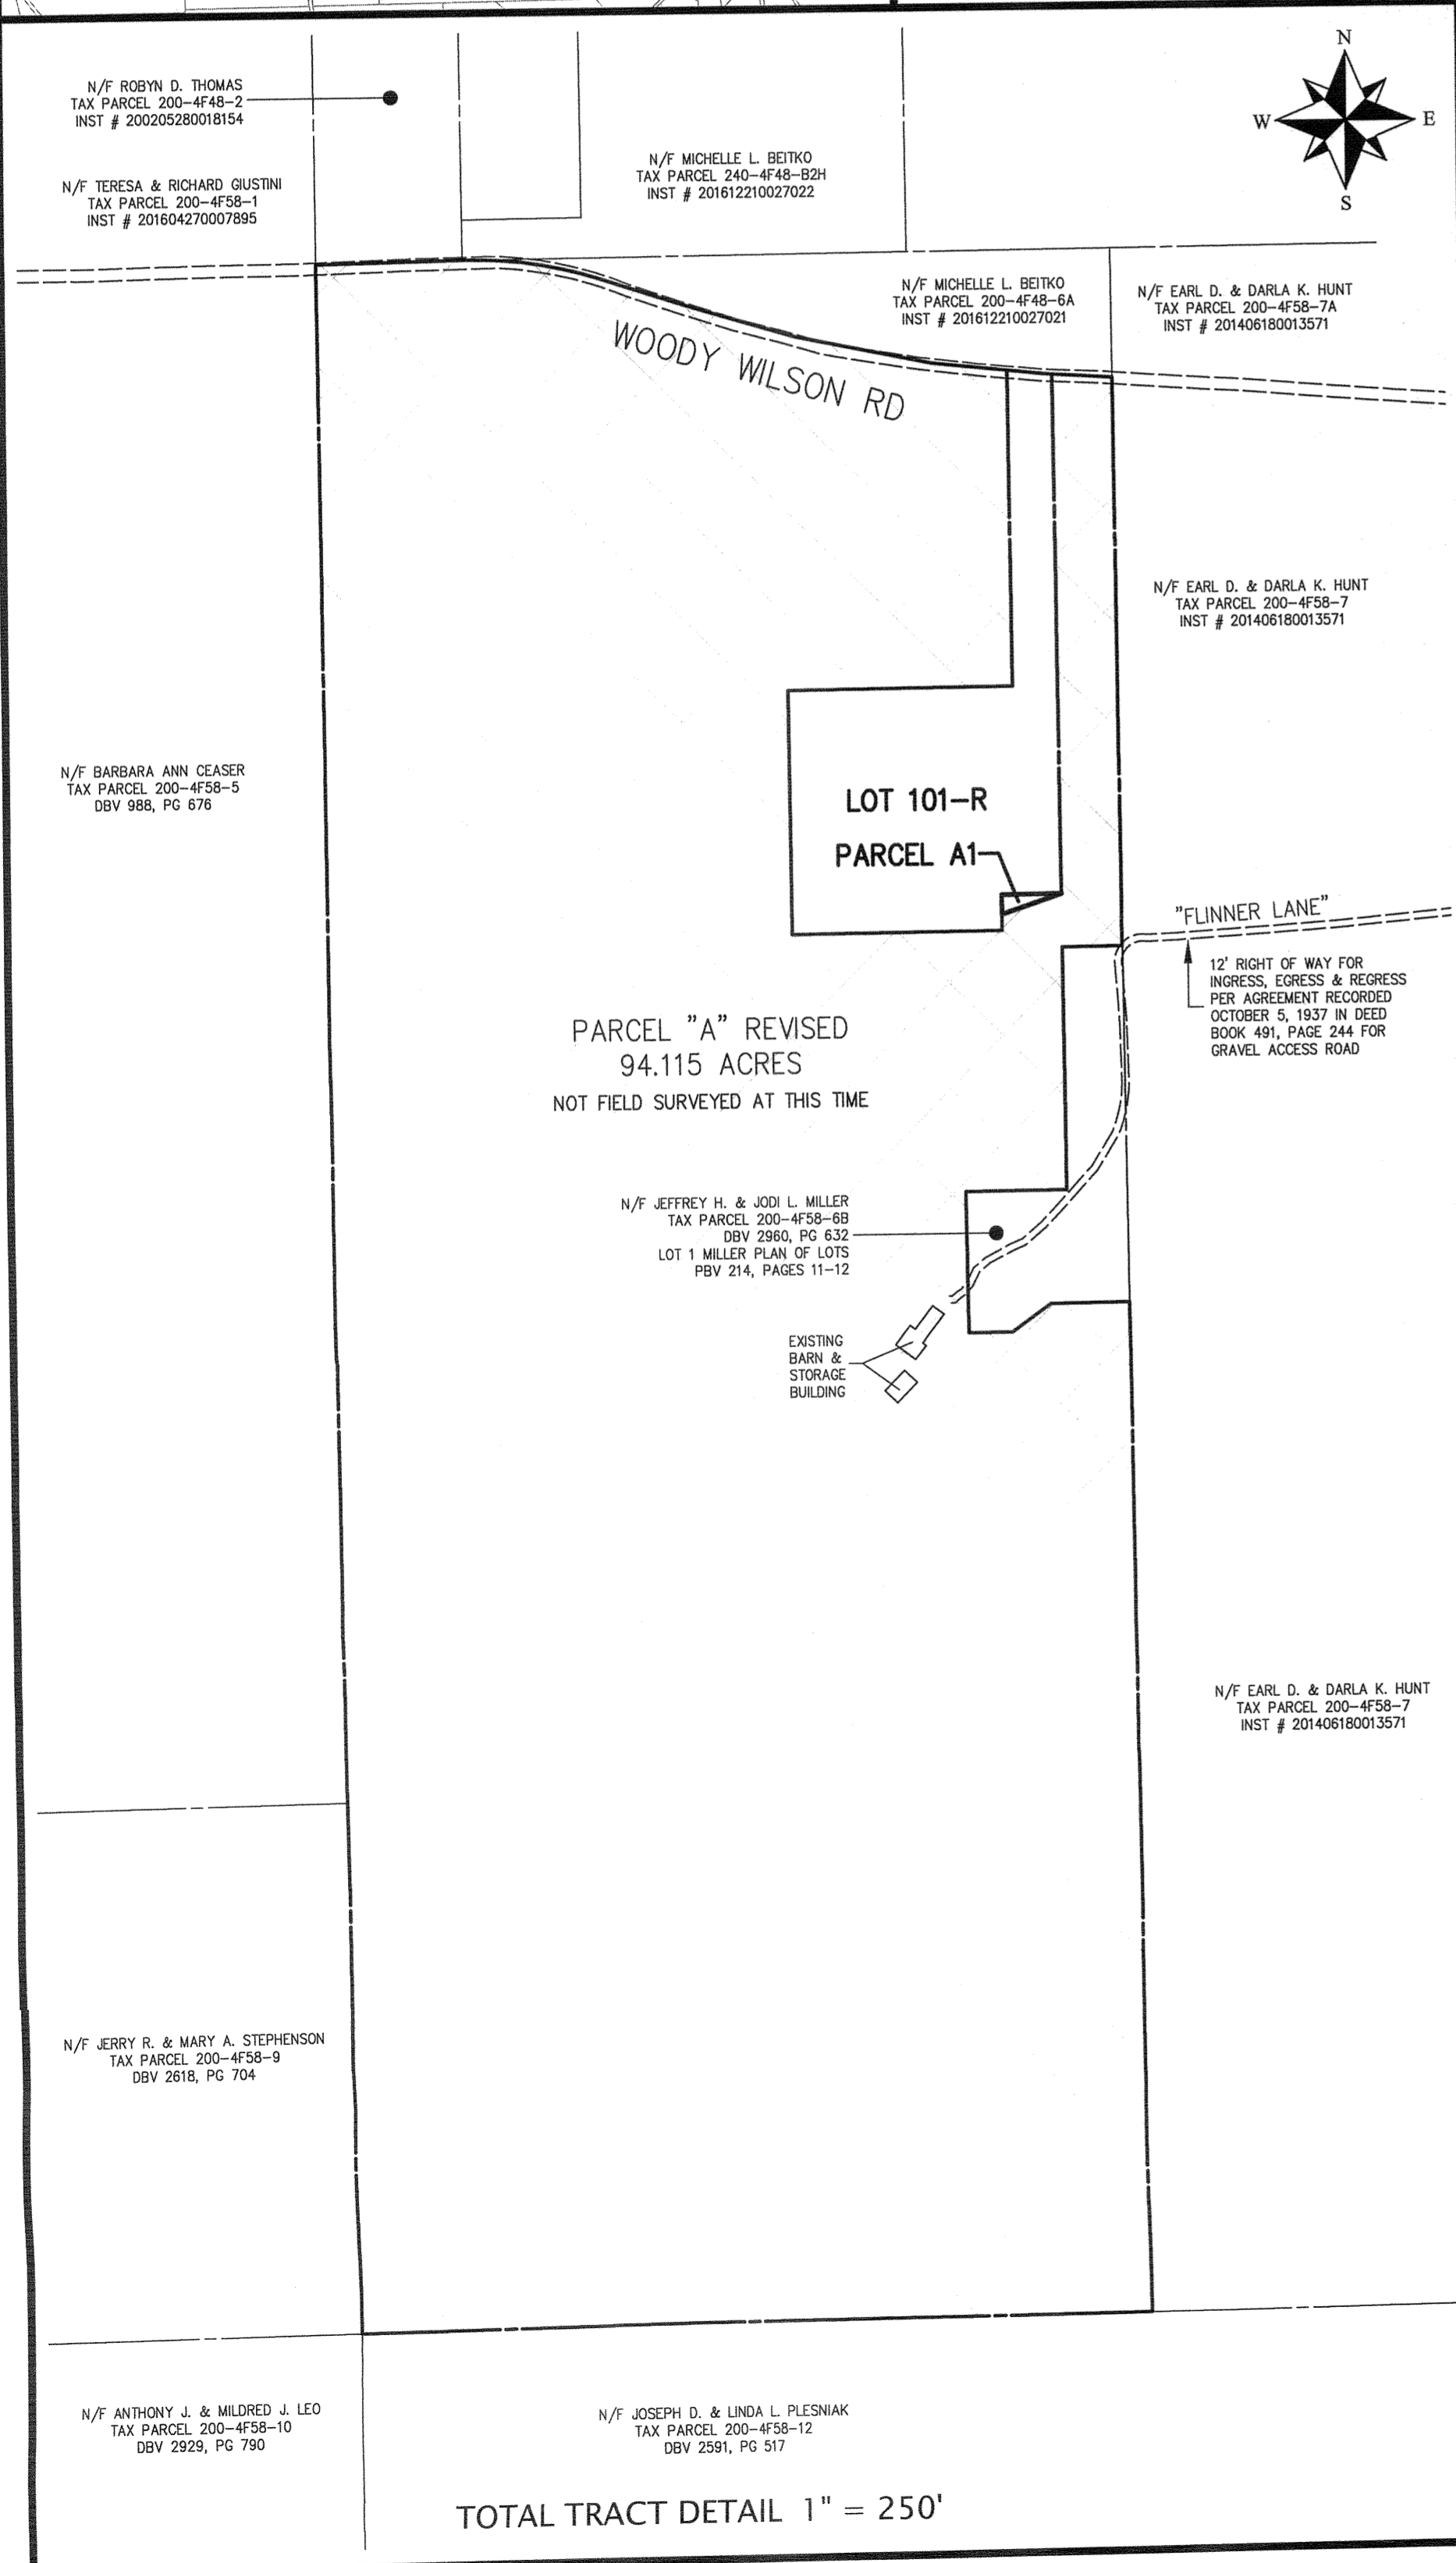 N
W
E
S
N/F ROBYN D. THOMAS
TAX PARCEL 200-4F48-2
INST # 200205280018154
N/F TERESA & RICHARD GIUSTINI
TAX PARCEL 200-4F58-1
INST # 201604270007895
N/F MICHELLE L. BEITKO
TAX PARCEL 240-4F48-B2H
INST # 201612210027022
N/F MICHELLE L. BEITKO
TAX PARCEL 200-4F48-6A
INST # 201612210027021
N/F EARL D. & DARLA K. HUNT
TAX PARCEL 200-4F58-7A
INST # 201406180013571
WOODY WILSON RD
N/F EARL D. & DARLA K. HUNT
TAX PARCEL 200-4F58-7
INST # 201406180013571
N/F BARBARA ANN CEASER
TAX PARCEL 200-4F58-5
DBV 988, PG 676
LOT 101-R
PARCEL A1
"FLINNER LANE"
12' RIGHT OF WAY FOR
INGRESS, EGRESS & REGRESS
PER AGREEMENT RECORDED
OCTOBER 5, 1937 IN DEED
BOOK 491, PAGE 244 FOR
GRAVEL ACCESS ROAD
PARCEL "A" REVISED
94.115 ACRES
NOT FIELD SURVEYED AT THIS TIME
N/F JEFFREY H. & JODI L. MILLER
TAX PARCEL 200-4F58-6B
DBV 2960, PG 632
LOT 1 MILLER PLAN OF LOTS
PBV 214, PAGES 11-12
EXISTING
BARN &
STORAGE
BUILDING
N/F EARL D. & DARLA K. HUNT
TAX PARCEL 200-4F58-7
INST # 201406180013571
N/F JERRY R. & MARY A. STEPHENSON
TAX PARCEL 200-4F58-9
DBV 2618, PG 704
N/F ANTHONY J. & MILDRED J. LEO
TAX PARCEL 200-4F58-10
DBV 2929, PG 790
N/F JOSEPH D. & LINDA L. PLESNIAK
TAX PARCEL 200-4F58-12
DBV 2591, PG 517
TOTAL TRACT DETAIL 1" = 250'